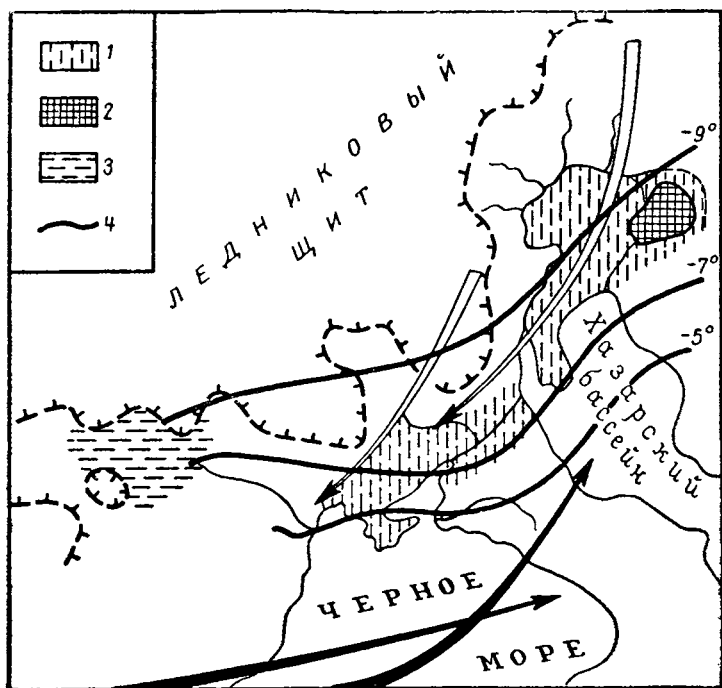 1
2
3
4
ЛЕДНИКОВЫЙ
ЩИТ
-9°
-7°
-5°
Хазарский
бассейн
ЧЕРНОЕ
МОРЕ